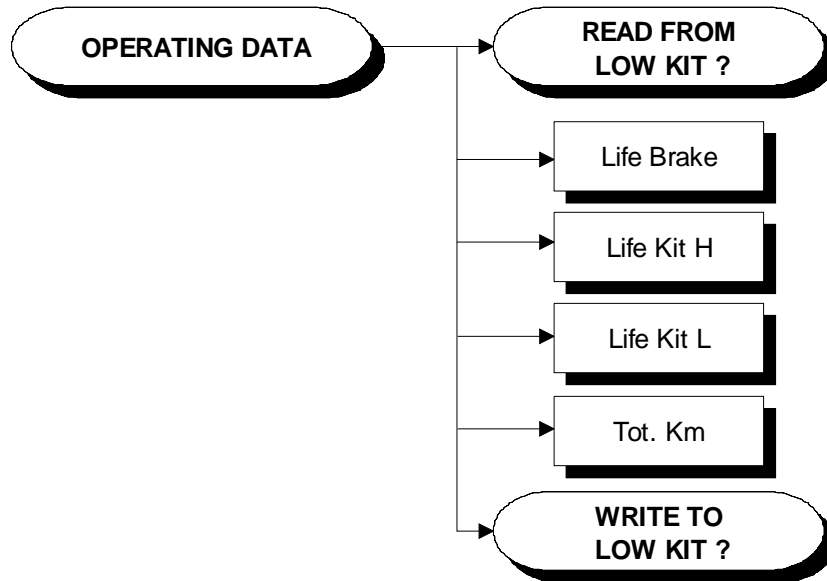 OPERATING DATA
READ FROM
LOW KIT ?
Life Brake
Life Kit H
Life Kit L
Tot. Km
WRITE TO
LOW KIT ?